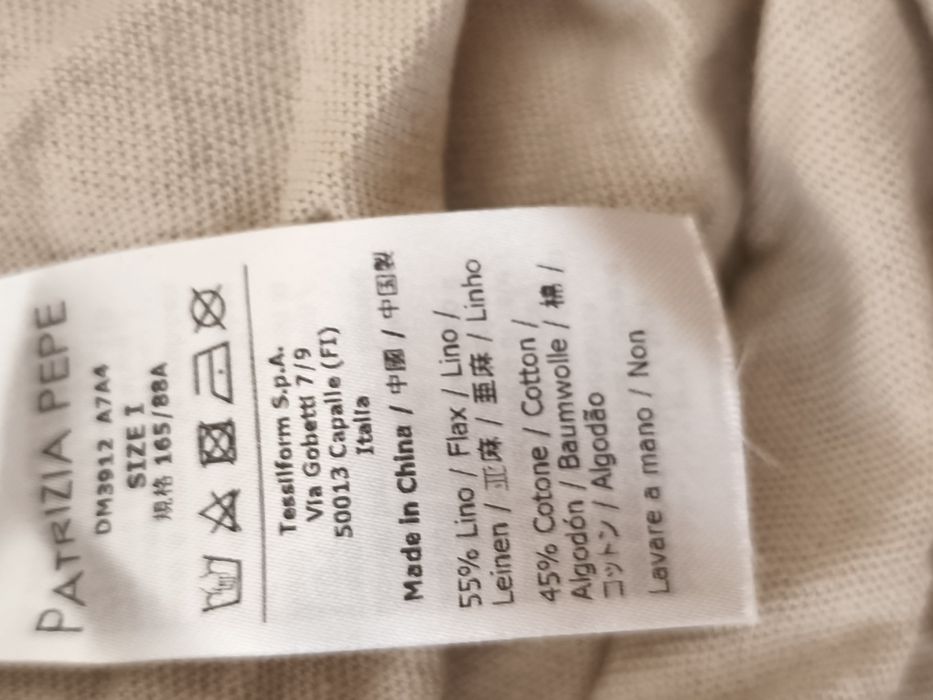 PATRIZIA PEPE
DM3912 A7A4
SIZE I
規格 165/88A
Tessilform S.p.A.
Via Gobetti 7/9
50013 Capalle (FI)
Italia
Made in China / 中國 / 中国製
55% Lino / Flax / Lino /
Leinen / 亚麻 / 亜麻 / Linho
45% Cotone / Cotton /
Algodón / Baumwolle / 棉 /
コットン / Algodão
Lavare a mano / Non